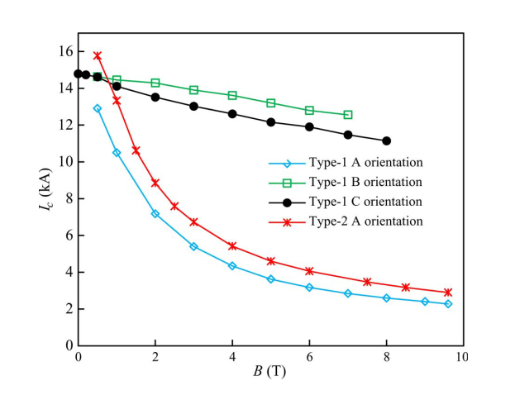 16
14
12
10
8
6
4
2
0
I_c (kA)
Type-1 A orientation
Type-1 B orientation
Type-1 C orientation
Type-2 A orientation
0 2 4 6 8 10
B (T)